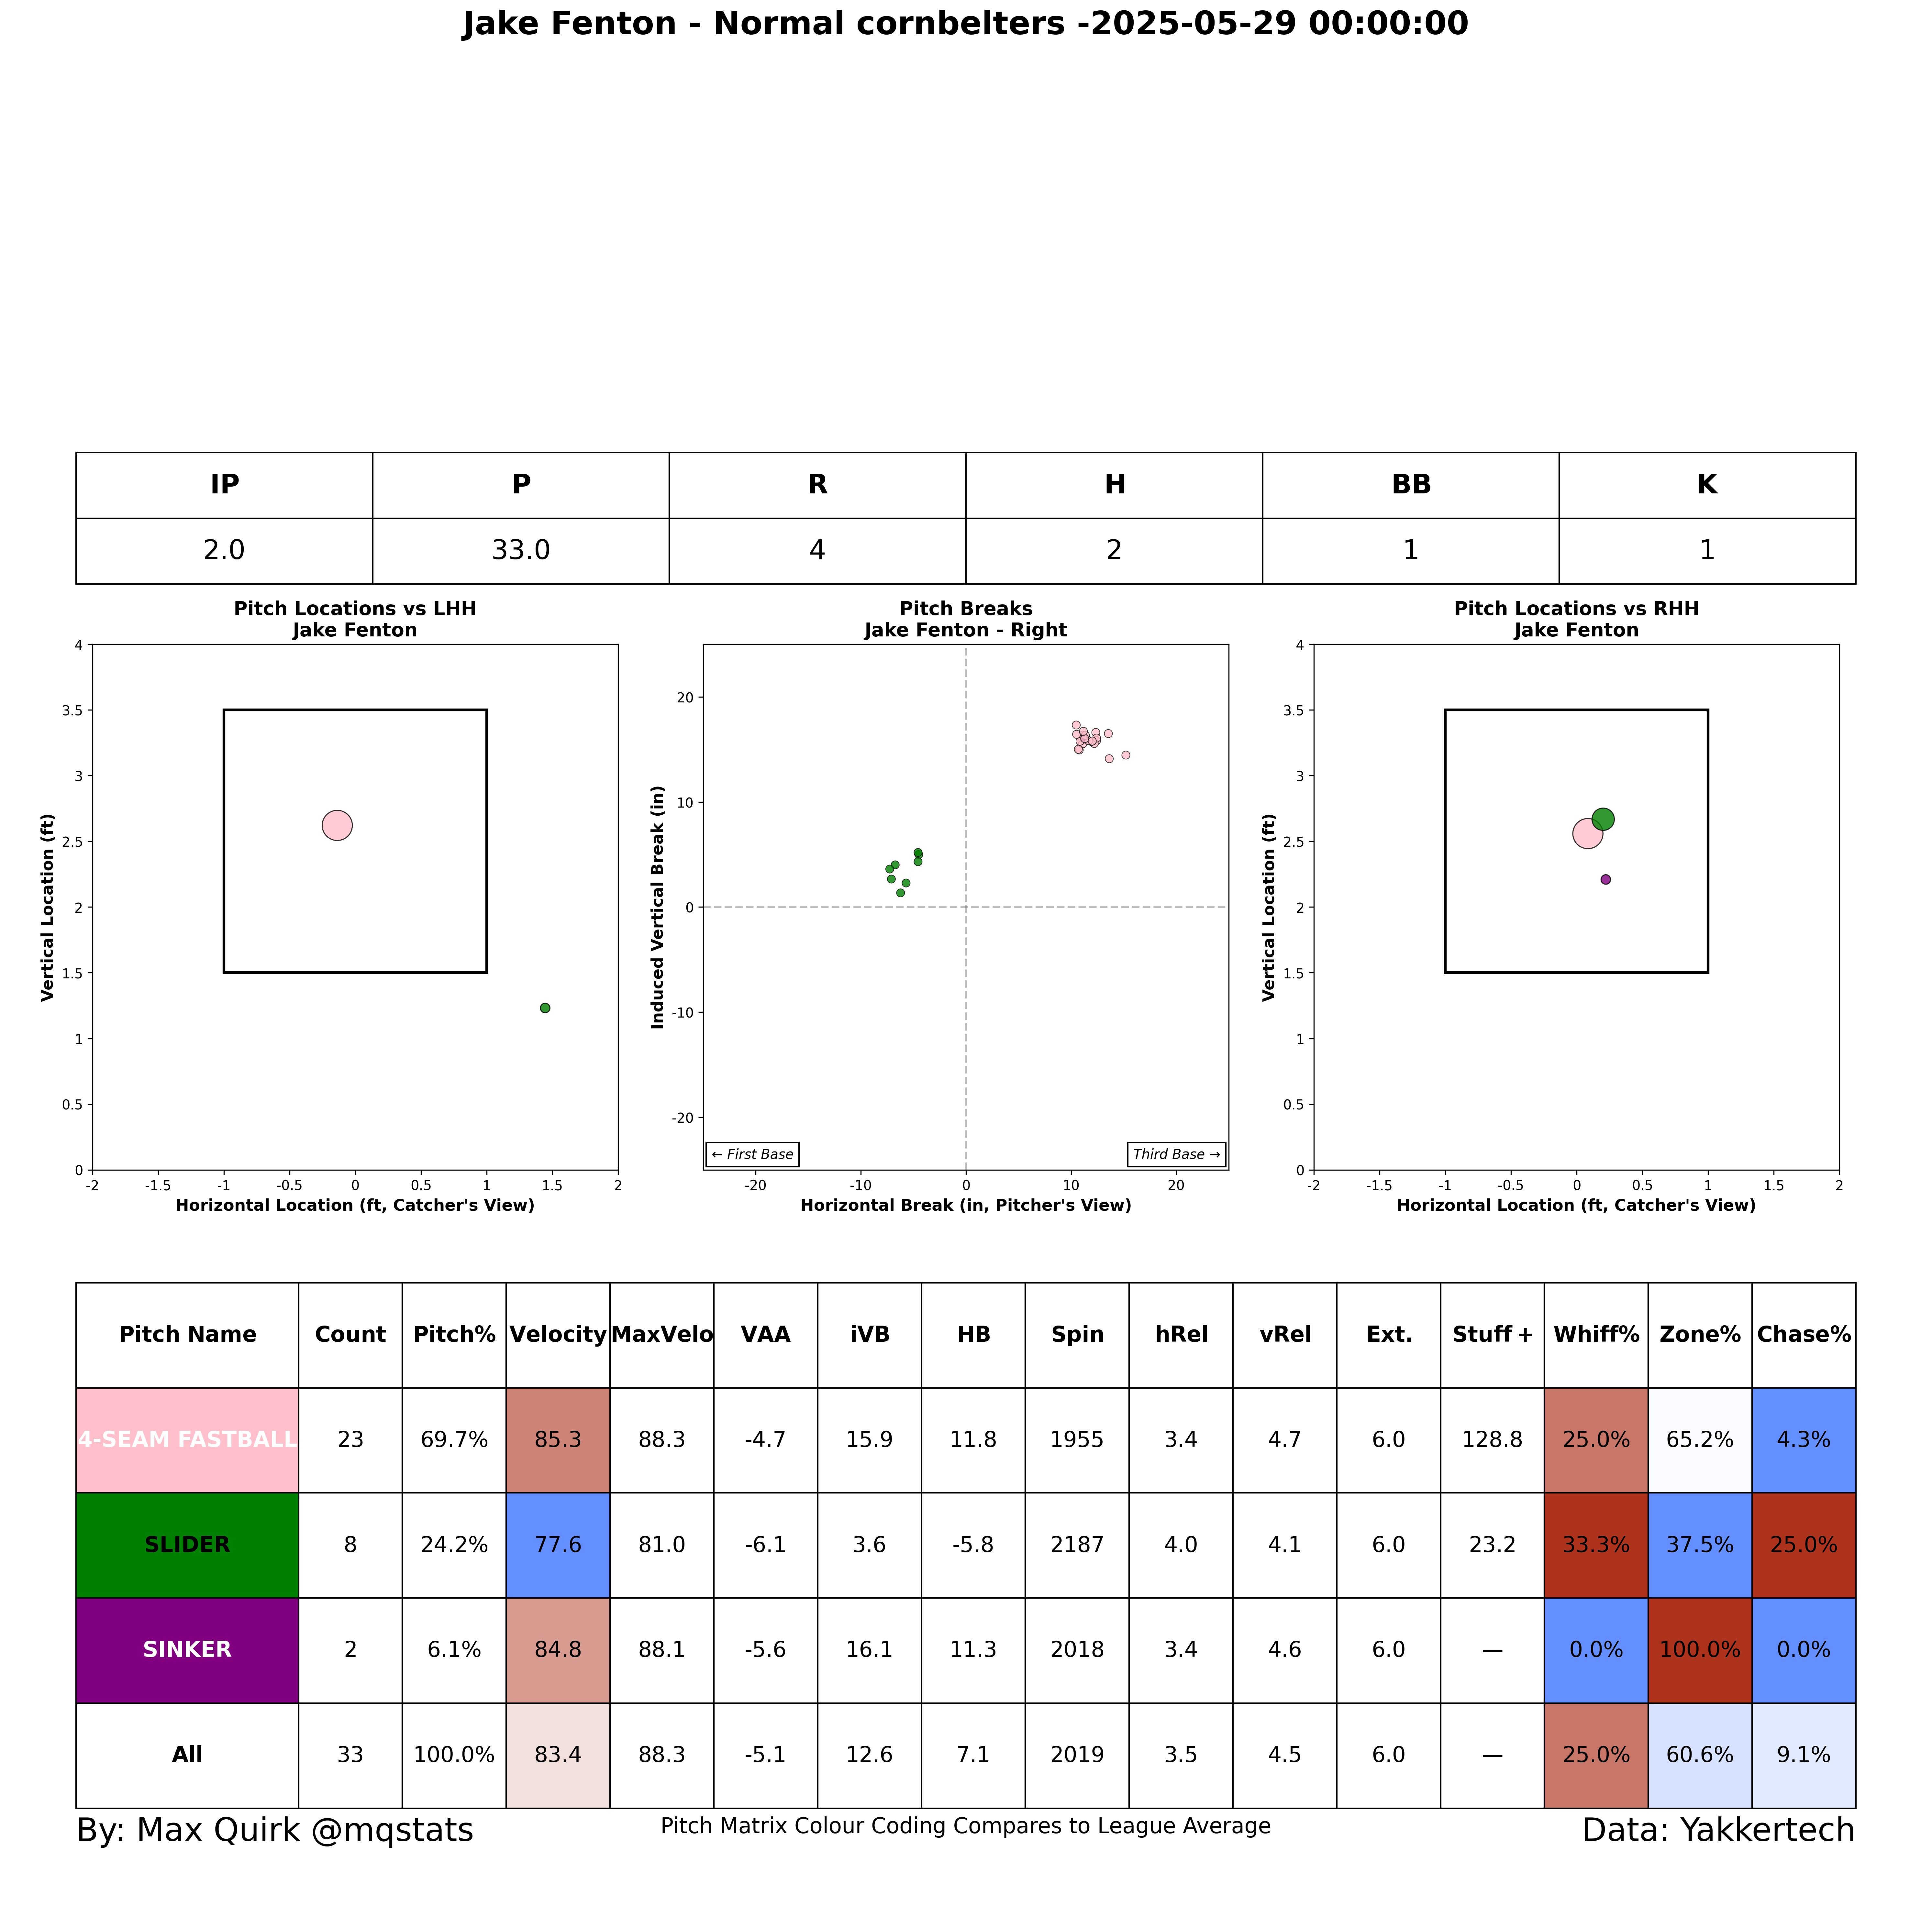 Jake Fenton - Normal cornbelters -2025-05-29 00:00:00
IP P R H BB K
2.0 33.0 4 2 1 1
Pitch Locations vs LHH
Jake Fenton
4
3.5
3
2.5
2
1.5
1
0.5
0
-2 -1.5 -1 -0.5 0 0.5 1 1.5 2
Vertical Location (ft)
Horizontal Location (ft, Catcher's View)
Pitch Breaks
Jake Fenton - Right
20
10
0
-10
-20
← First Base Third Base →
-20 -10 0 10 20
Induced Vertical Break (in)
Horizontal Break (in, Pitcher's View)
Pitch Locations vs RHH
Jake Fenton
4
3.5
3
2.5
2
1.5
1
0.5
0
-2 -1.5 -1 -0.5 0 0.5 1 1.5 2
Vertical Location (ft)
Horizontal Location (ft, Catcher's View)
Pitch Name Count Pitch% Velocity MaxVelo VAA iVB HB Spin hRel vRel Ext. Stuff+ Whiff% Zone% Chase%
4-SEAM FASTBALL 23 69.7% 85.3 88.3 -4.7 15.9 11.8 1955 3.4 4.7 6.0 128.8 25.0% 65.2% 4.3%
SLIDER 8 24.2% 77.6 81.0 -6.1 3.6 -5.8 2187 4.0 4.1 6.0 23.2 33.3% 37.5% 25.0%
SINKER 2 6.1% 84.8 88.1 -5.6 16.1 11.3 2018 3.4 4.6 6.0 — 0.0% 100.0% 0.0%
All 33 100.0% 83.4 88.3 -5.1 12.6 7.1 2019 3.5 4.5 6.0 — 25.0% 60.6% 9.1%
By: Max Quirk @mqstats Pitch Matrix Colour Coding Compares to League Average Data: Yakkertech